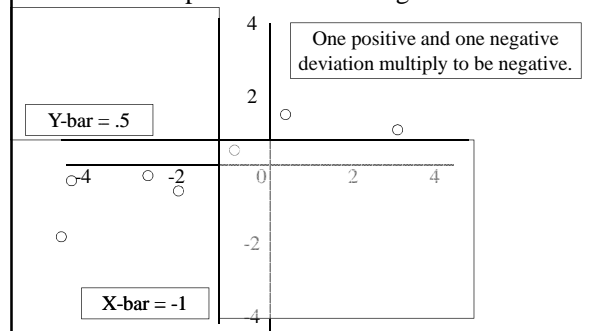 4
One positive and one negative
deviation multiply to be negative.
2
Y-bar = .5
-4 -2 0 2 4
-2
X-bar = -1
-4